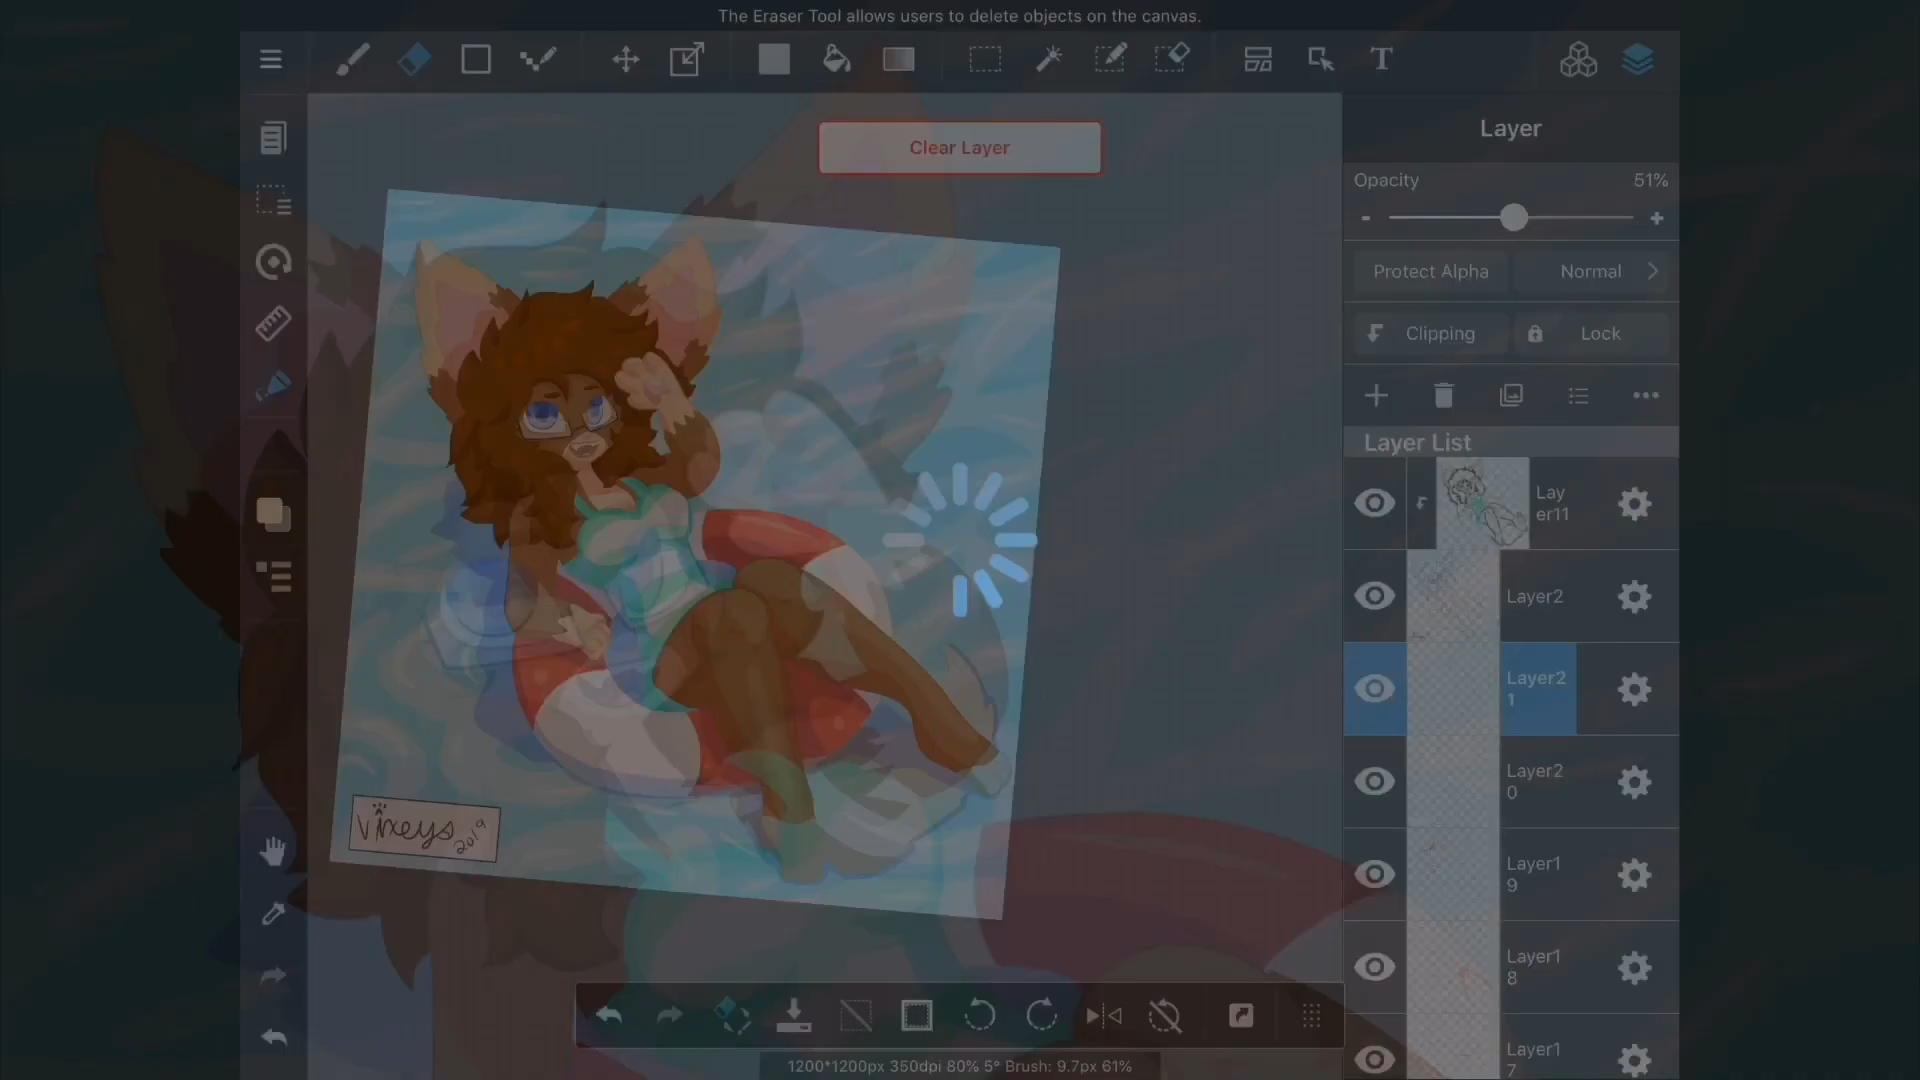 The Eraser Tool allows users to delete objects on the canvas.
T
Layer
Clear Layer
Opacity 51%
- +
Protect Alpha Normal
Clipping Lock
Layer List
Lay
er11
Layer2
Layer2
1
Layer2
0
Layer1
9
Layer1
8
Layer1
7
vixeys 2019
1200*1200px 350dpi 80% 5° Brush: 9.7px 61%